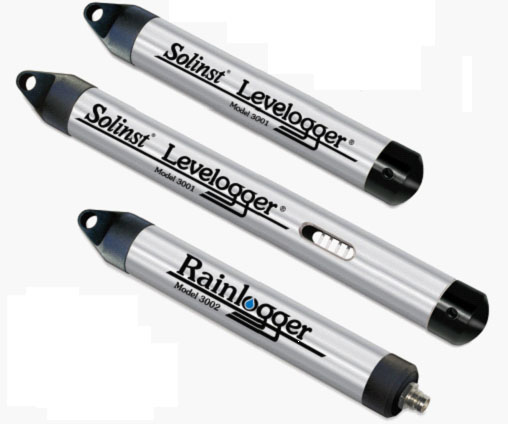 Solinst®
Levelogger®
Model 3001
Solinst®
Levelogger®
Model 3001
Rainlogger
Model 3002